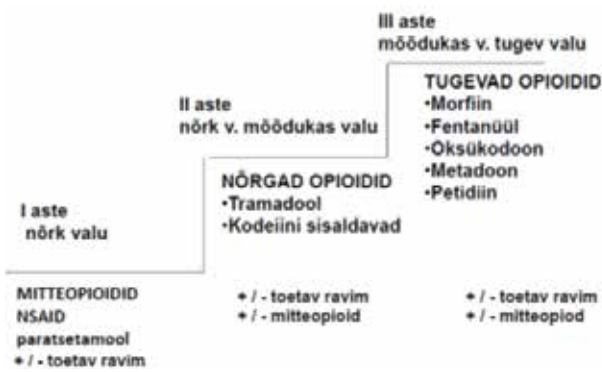 III aste
mõõdukas v. tugev valu
TUGEVAD OPIOIDID
•Morfiin
•Fentanüül
•Oksükodoon
•Metadoon
•Petidiin
II aste
nõrk v. mõõdukas valu
NÕRGAD OPIOIDID
•Tramadool
•Kodeiini sisaldavad
I aste
nõrk valu
MITTEOPIOIDID
NSAID
paratsetamool
+ / - toetav ravim
+ / - toetav ravim
+ / - mitteopioid
+ / - toetav ravim
+ / - mitteopiod